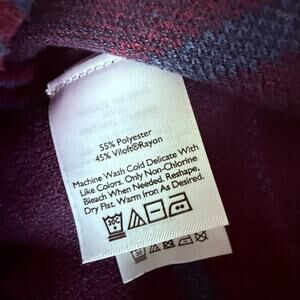 55% Polyester
45% Viloft®Rayon
Machine Wash Cold Delicate With
Like Colors. Only Non-Chlorine
Bleach When Needed. Reshape,
Dry Flat. Warm Iron As Desired.
30C